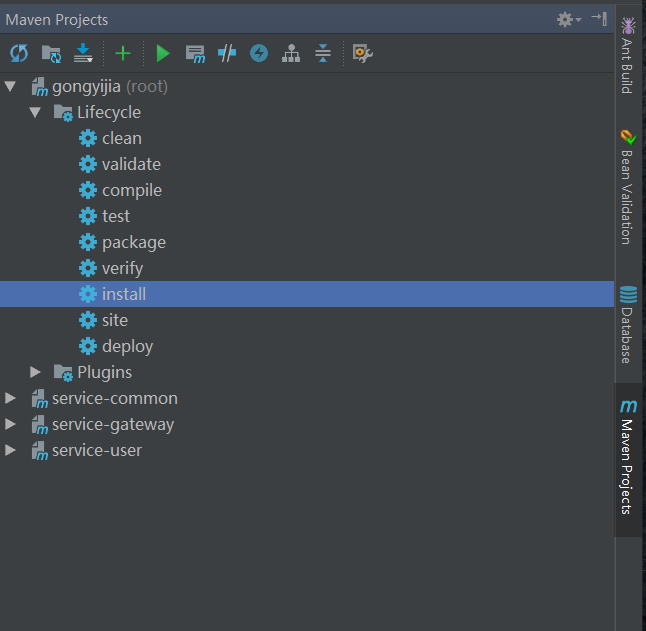 Maven Projects
gongyijia (root)
Lifecycle
clean
validate
compile
test
package
verify
install
site
deploy
Plugins
service-common
service-gateway
service-user
Ant Build
Bean Validation
Database
Maven Projects